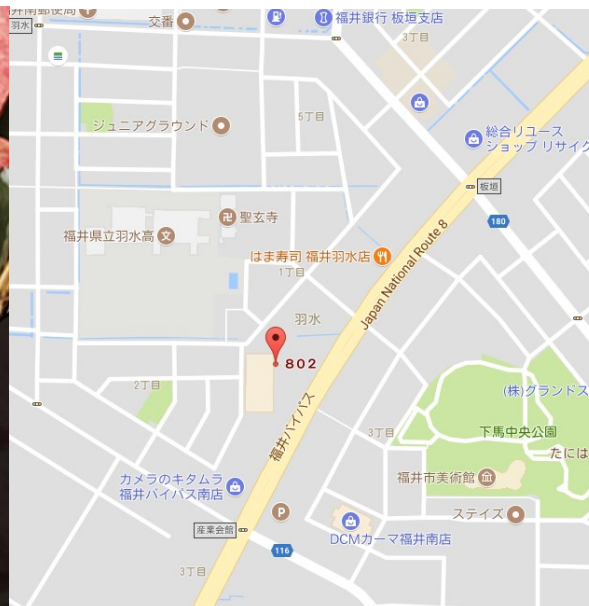 井南郵便局
羽水
交番
福井銀行 板垣支店
3丁目
ジュニアグラウンド
5丁目
総合リユース
ショップ リサイク
板垣
180
聖玄寺
福井県立羽水高
はま寿司 福井羽水店
1丁目
Japan National Route 8
羽水
802
2丁目
(株)グランドス
福井バイパス
3丁目
下馬中央公園
たには
カメラのキタムラ
福井バイパス南店
福井市美術館
P
ステイズ
産業会館
DCMカーマ福井南店
116
3丁目